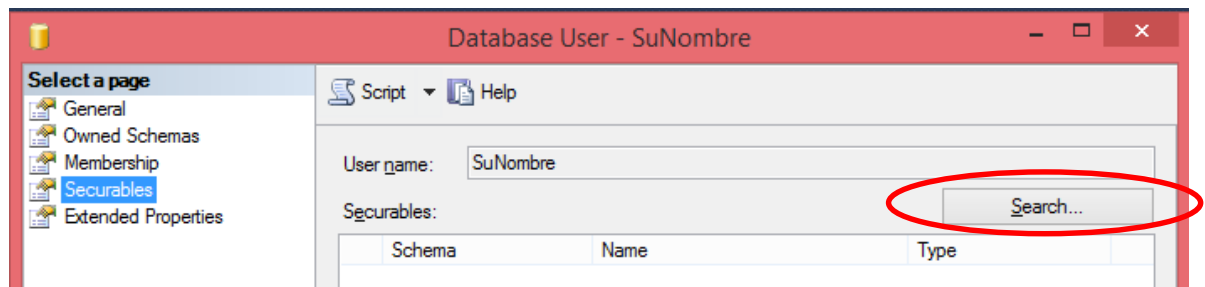 Database User - SuNombre
Select a page
General
Owned Schemas
Membership
Securables
Extended Properties
Script Help
User name: SuNombre
Securables: Search...
Schema Name Type